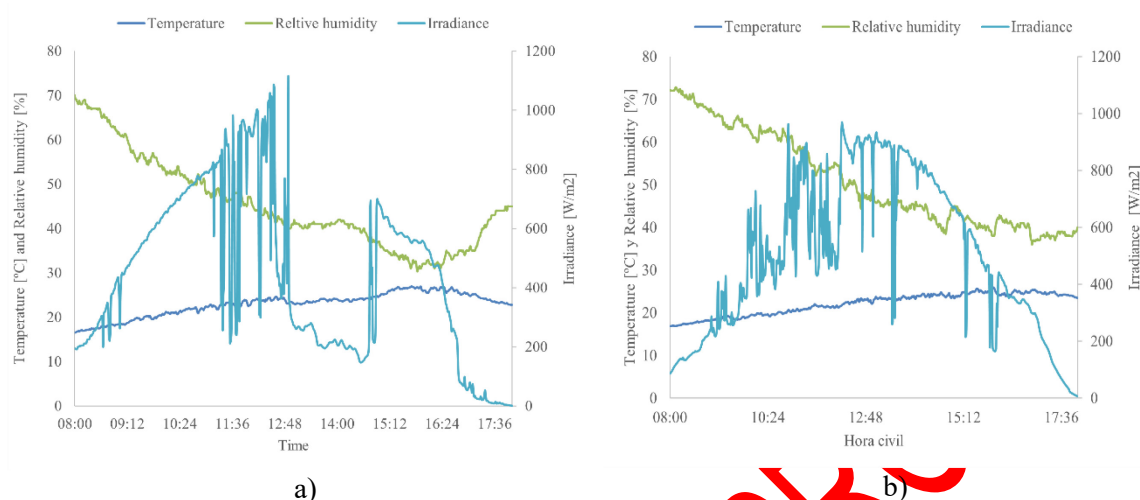 Temperature Reltive humidity Irradiance
80
70
60
50
40
30
20
10
0
1200
1000
800
600
400
200
0
Temperature [ºC] and Relative humidity [%]
Irradiance [W/m2]
08:00 09:12 10:24 11:36 12:48 14:00 15:12 16:24 17:36
Time
a)
Temperature Relative humidity Irradiance
80
70
60
50
40
30
20
10
0
1200
1000
800
600
400
200
0
Temperature [ºC] y Relative humidity [%]
Irradiance [W/m2]
08:00 10:24 12:48 15:12 17:36
Hora civil
b)